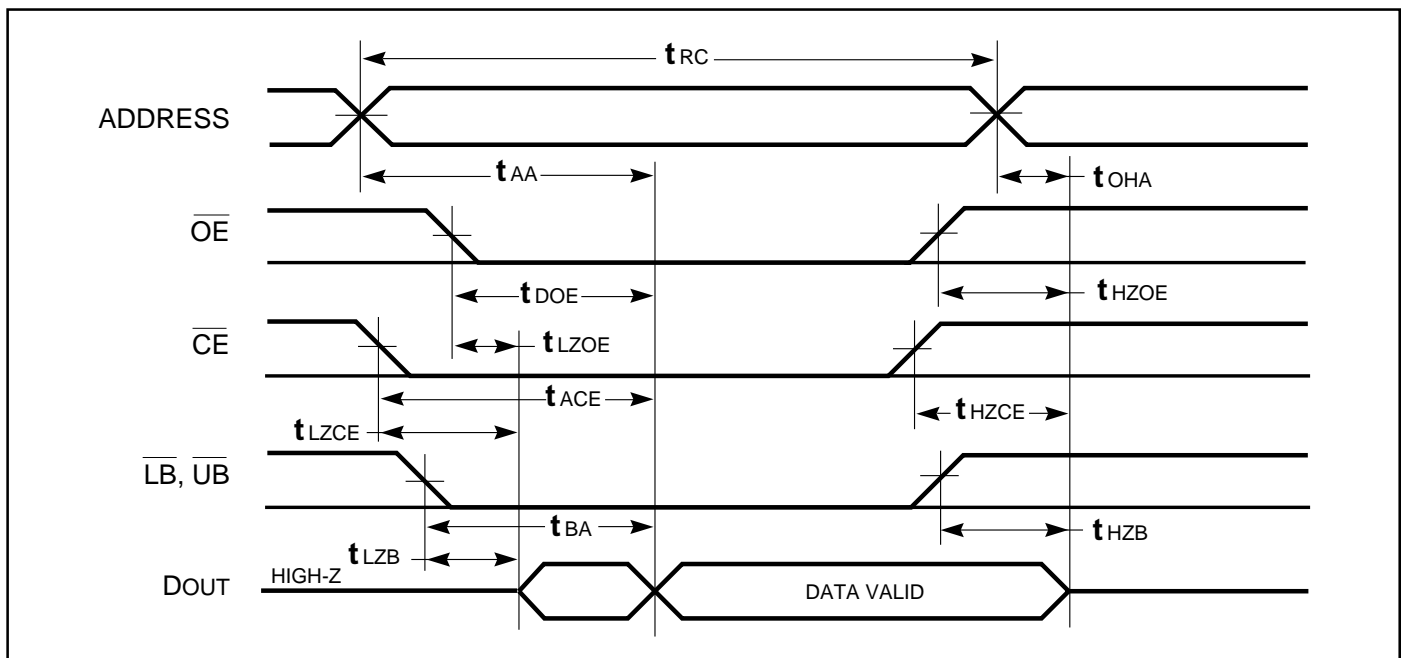 tRC
ADDRESS
tAA
tOHA
OE
tDOE
tHZOE
CE
tLZOE
tACE
tHZCE
tLZCE
LB, UB
tBA
tHZB
tLZB
DOUT
HIGH-Z
DATA VALID